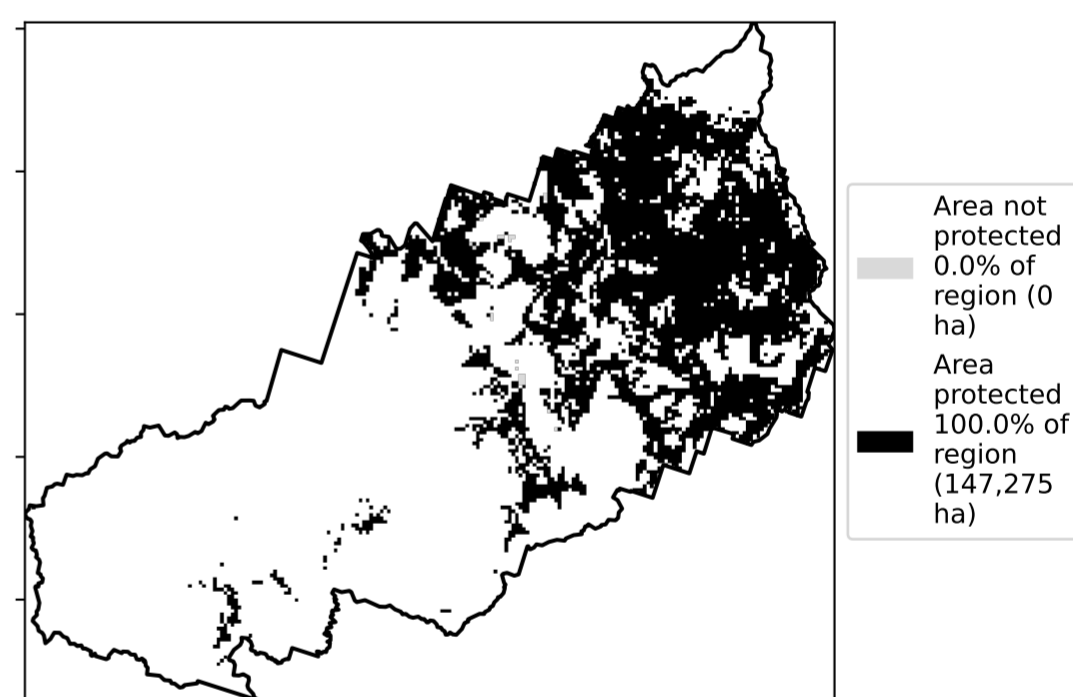 Area not
protected
0.0% of
region (0
ha)
Area
protected
100.0% of
region
(147,275
ha)